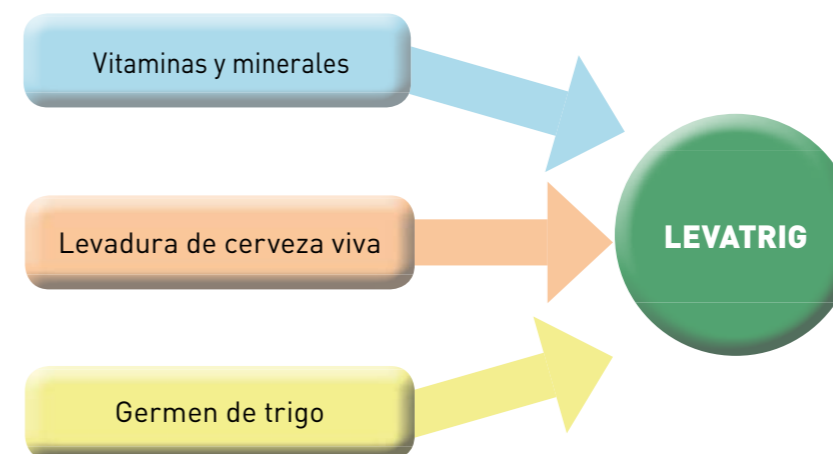 Vitaminas y minerales
Levadura de cerveza viva
LEVATRIG
Germen de trigo